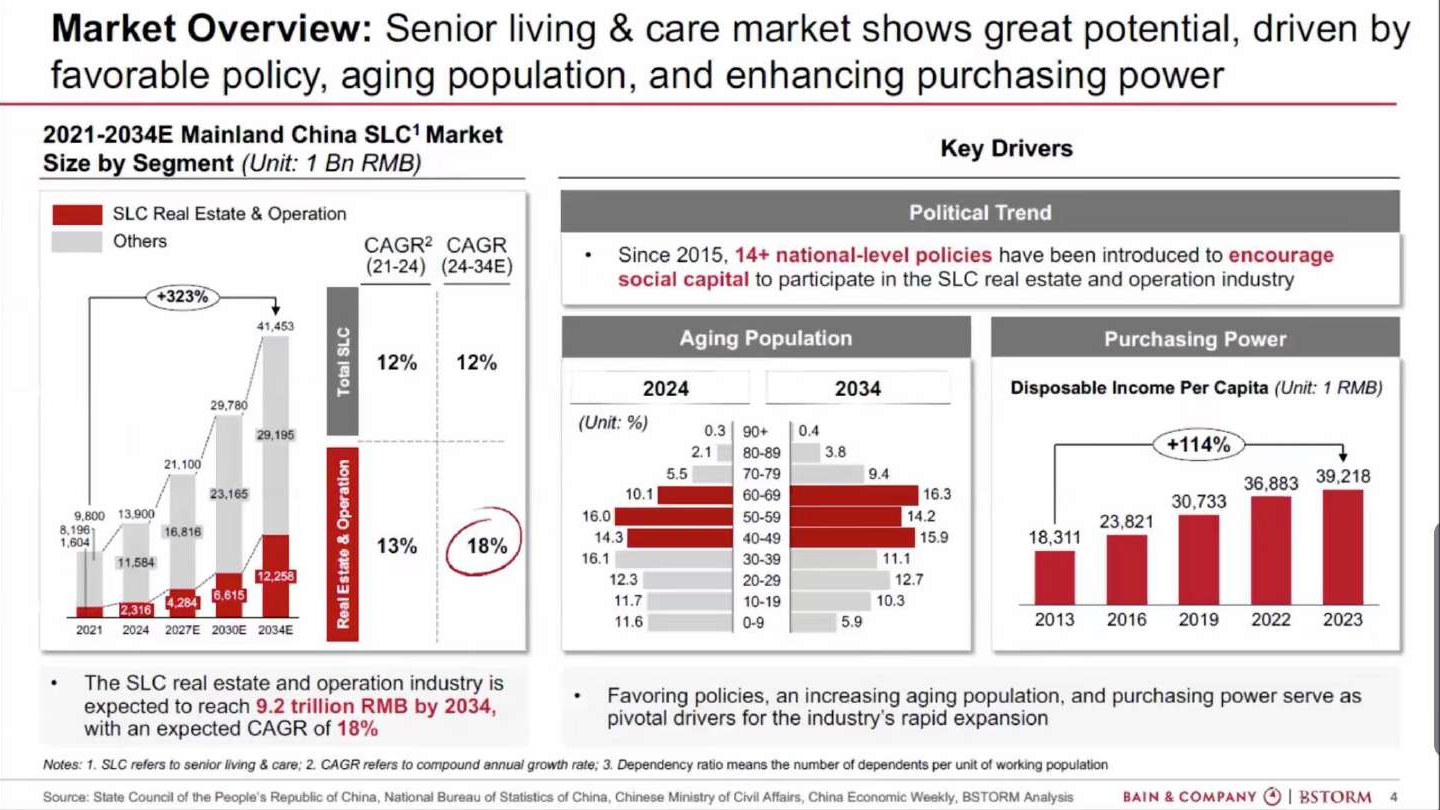 Market Overview: Senior living & care market shows great potential, driven by
favorable policy, aging population, and enhancing purchasing power
2021-2034E Mainland China SLC¹ Market
Size by Segment (Unit: 1 Bn RMB)
SLC Real Estate & Operation
Others
CAGR² (21-24)
CAGR (24-34E)
+323%
41,453
29,780
29,195
21,100
23,165
9,800
13,900
8,196
16,816
1,604
11,584
12,258
6,615
4,284
2,316
2021 2024 2027E 2030E 2034E
Total SLC
12% 12%
Real Estate & Operation
13% 18%
The SLC real estate and operation industry is
expected to reach 9.2 trillion RMB by 2034,
with an expected CAGR of 18%
Key Drivers
Political Trend
• Since 2015, 14+ national-level policies have been introduced to encourage
social capital to participate in the SLC real estate and operation industry
Aging Population
2024 2034
(Unit: %)
0.3 90+ 0.4
2.1 80-89 3.8
5.5 70-79 9.4
10.1 60-69 16.3
16.0 50-59 14.2
14.3 40-49 15.9
16.1 30-39 11.1
12.3 20-29 12.7
11.7 10-19 10.3
11.6 0-9 5.9
Purchasing Power
Disposable Income Per Capita (Unit: 1 RMB)
+114%
18,311 23,821 30,733 36,883 39,218
2013 2016 2019 2022 2023
• Favoring policies, an increasing aging population, and purchasing power serve as
pivotal drivers for the industry's rapid expansion
Notes: 1. SLC refers to senior living & care; 2. CAGR refers to compound annual growth rate; 3. Dependency ratio means the number of dependents per unit of working population
Source: State Council of the People's Republic of China, National Bureau of Statistics of China, Chinese Ministry of Civil Affairs, China Economic Weekly, BSTORM Analysis
BAIN & COMPANY | BSTORM 4